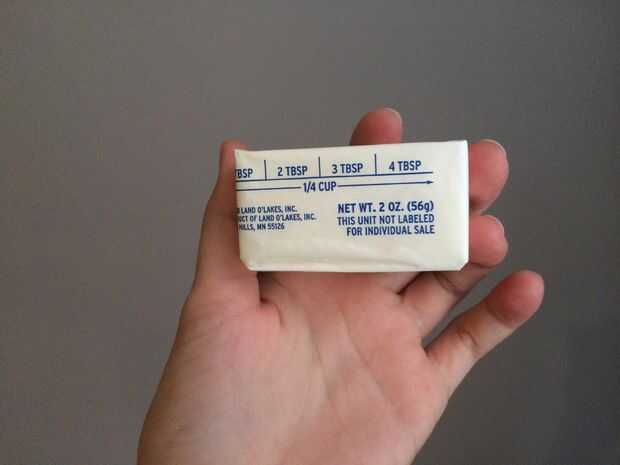 TBSP 2 TBSP 3 TBSP 4 TBSP
1/4 CUP
LAND O'LAKES, INC.
OF LAND O'LAKES, INC.
MN 55126
NET WT. 2 OZ. (56g)
THIS UNIT NOT LABELED
FOR INDIVIDUAL SALE